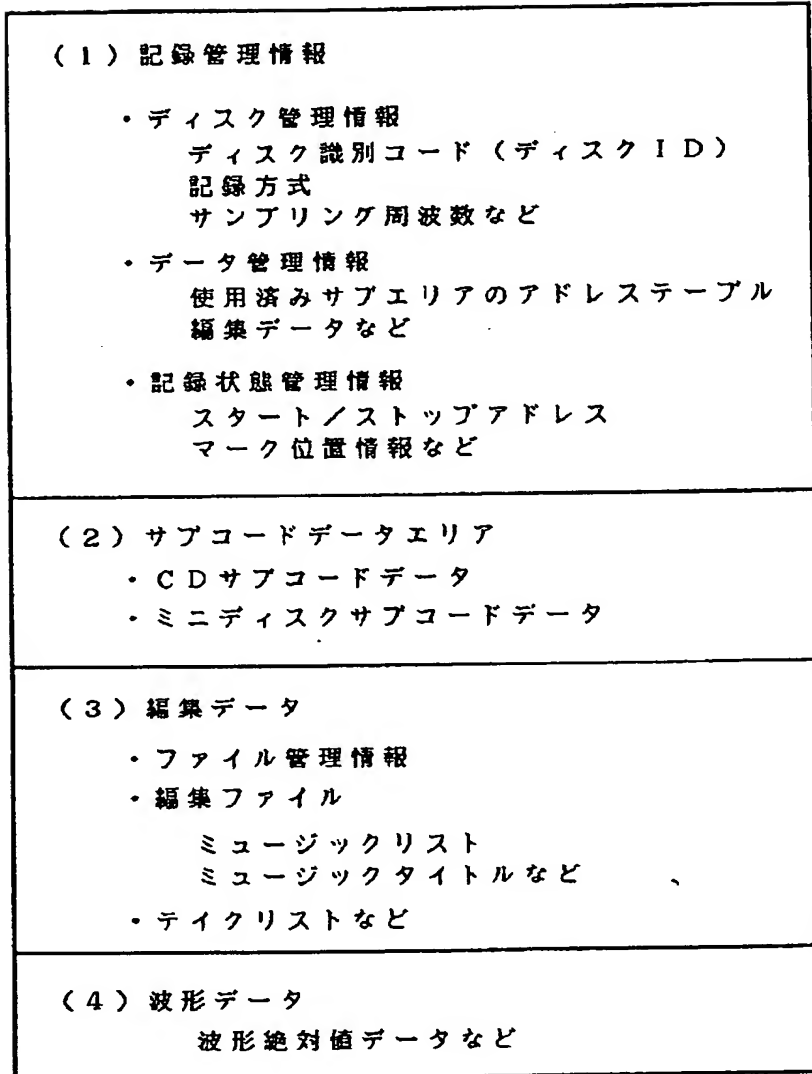 (1)記録管理情報
・ディスク管理情報
ディスク識別コード(ディスクID)
記録方式
サンプリング周波数など
・データ管理情報
使用済みサブエリアのアドレステーブル
編集データなど
・記録状態管理情報
スタート/ストップアドレス
マーク位置情報など
(2)サブコードデータエリア
・CDサブコードデータ
・ミニディスクサブコードデータ
(3)編集データ
・ファイル管理情報
・編集ファイル
ミュージックリスト
ミュージックタイトルなど
・テイクリストなど
(4)波形データ
波形絶対値データなど